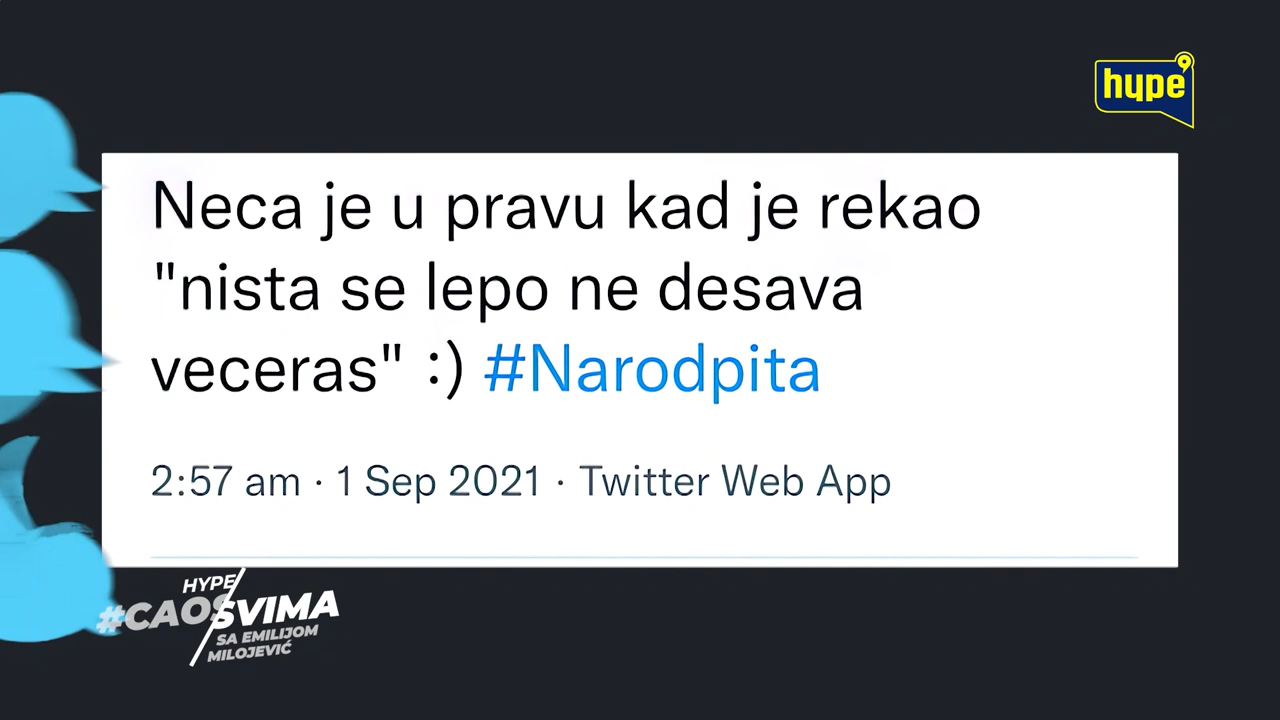 hype
Neca je u pravu kad je rekao
"nista se lepo ne desava
veceras" :) #Narodpita
2:57 am · 1 Sep 2021 · Twitter Web App
HYPE
#CAOSVIMA
SA EMILIJOM
MILOJEVIĆ